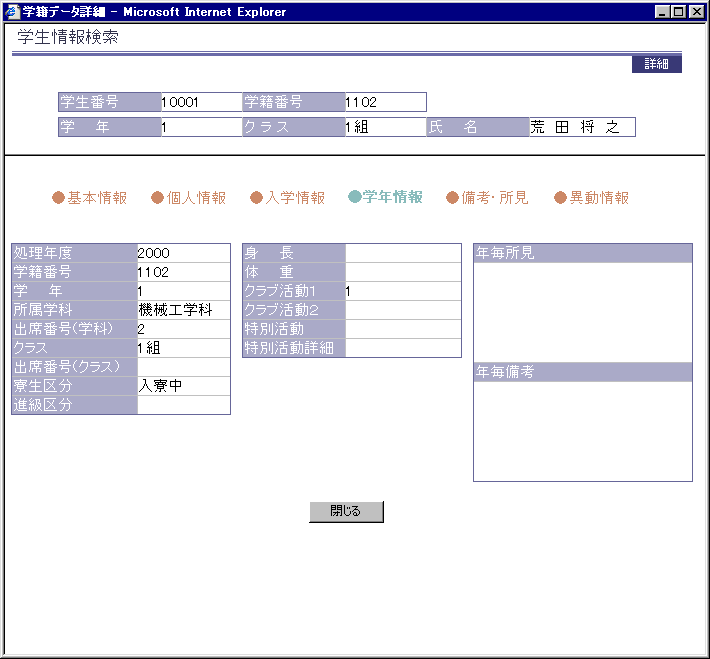 学籍データ詳細 - Microsoft Internet Explorer
学生情報検索
詳細
学生番号 10001 学籍番号 1102
学　年 1 クラス 1組 氏　名 荒 田 将 之
●基本情報 ●個人情報 ●入学情報 ●学年情報 ●備考・所見 ●異動情報
処理年度 2000
学籍番号 1102
学　年 1
所属学科 機械工学科
出席番号(学科) 2
クラス 1組
出席番号(クラス)
寮生区分 入寮中
進級区分
身　長
体　重
クラブ活動1 1
クラブ活動2
特別活動
特別活動詳細
年毎所見
年毎備考
閉じる